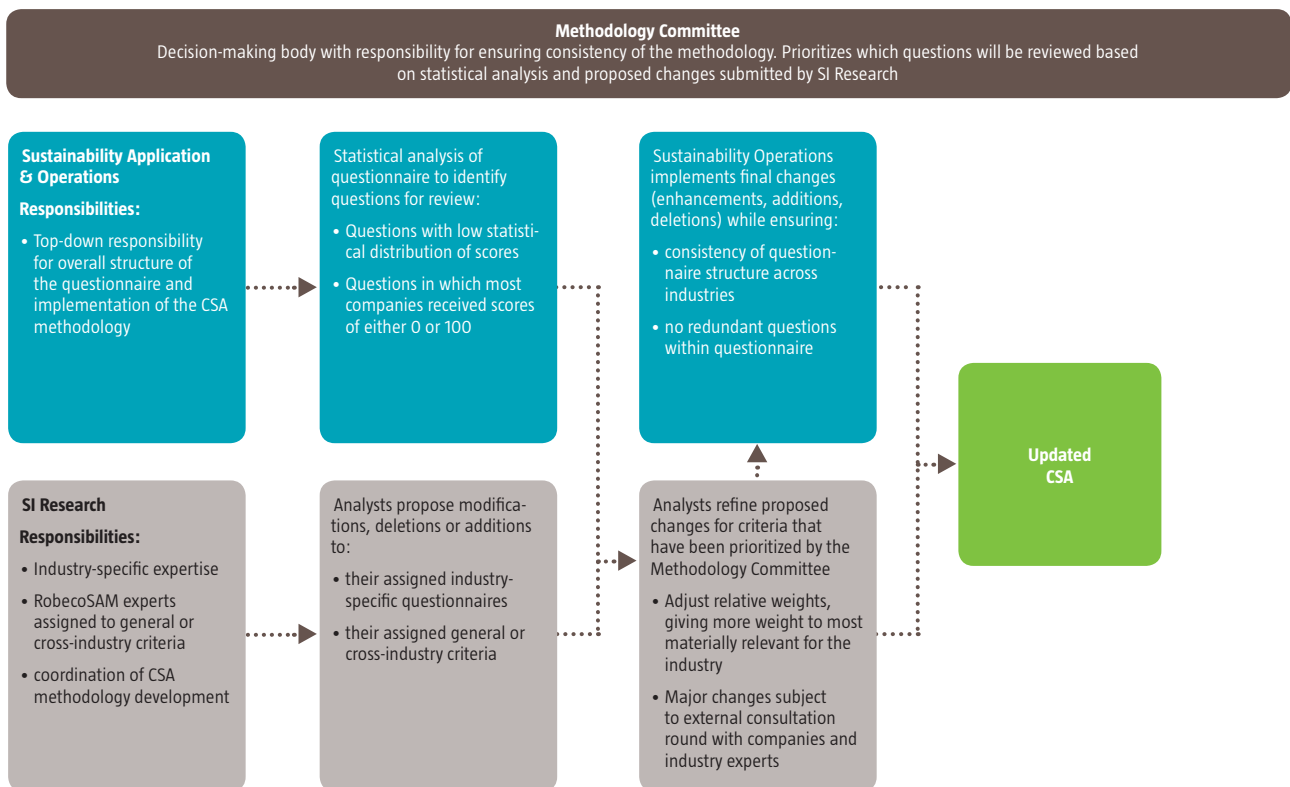 Methodology Committee
Decision-making body with responsibility for ensuring consistency of the methodology. Prioritizes which questions will be reviewed based
on statistical analysis and proposed changes submitted by SI Research
Sustainability Application
& Operations
Responsibilities:
• Top-down responsibility
for overall structure of
the questionnaire and
implementation of the CSA
methodology
Statistical analysis of
questionnaire to identify
questions for review:
• Questions with low statisti-
cal distribution of scores
• Questions in which most
companies received scores
of either 0 or 100
Sustainability Operations
implements final changes
(enhancements, additions,
deletions) while ensuring:
• consistency of question-
naire structure across
industries
• no redundant questions
within questionnaire
Updated
CSA
SI Research
Responsibilities:
• Industry-specific expertise
• RobecoSAM experts
assigned to general or
cross-industry criteria
• coordination of CSA
methodology development
Analysts propose modifica-
tions, deletions or additions
to:
• their assigned industry-
specific questionnaires
• their assigned general or
cross-industry criteria
Analysts refine proposed
changes for criteria that
have been prioritized by the
Methodology Committee
• Adjust relative weights,
giving more weight to most
materially relevant for the
industry
• Major changes subject
to external consultation
round with companies and
industry experts